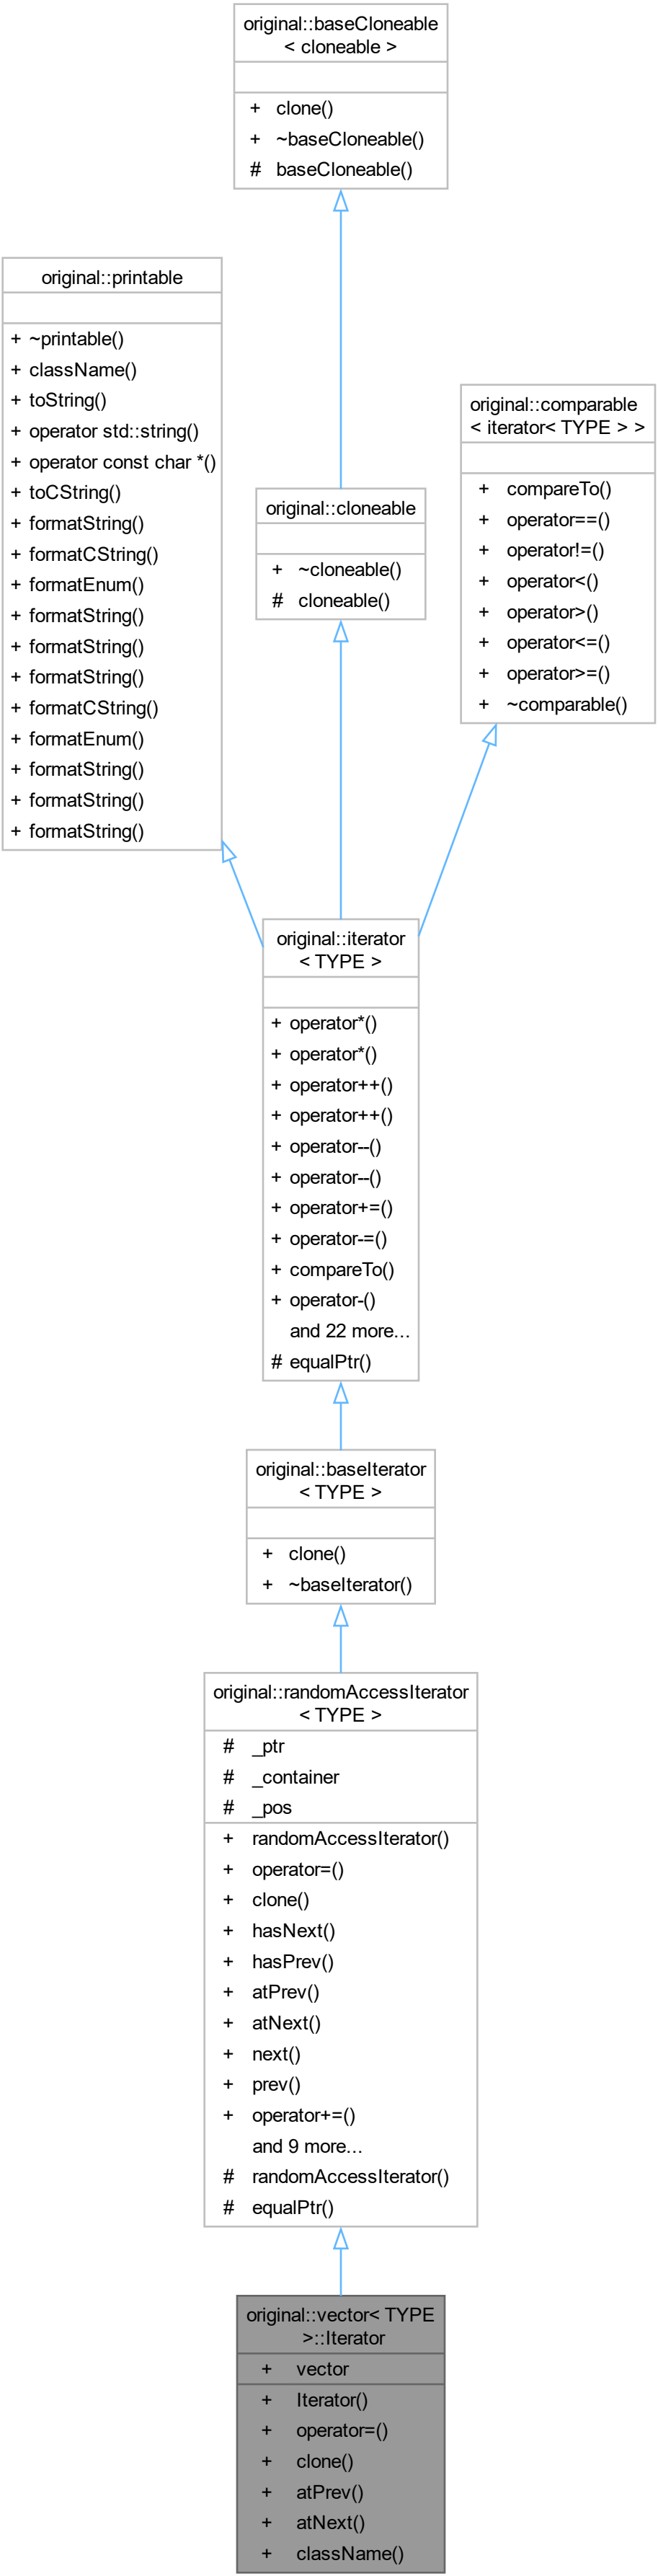 original::baseCloneable
< cloneable >
+ clone()
+ ~baseCloneable()
# baseCloneable()
original::printable
+ ~printable()
+ className()
+ toString()
+ operator std::string()
+ operator const char *()
+ toCString()
+ formatString()
+ formatCString()
+ formatEnum()
+ formatString()
+ formatString()
+ formatString()
+ formatCString()
+ formatEnum()
+ formatString()
+ formatString()
+ formatString()
original::cloneable
+ ~cloneable()
# cloneable()
original::comparable
< iterator< TYPE > >
+ compareTo()
+ operator==()
+ operator!=()
+ operator<()
+ operator>()
+ operator<=()
+ operator>=()
+ ~comparable()
original::iterator
< TYPE >
+ operator*()
+ operator*()
+ operator++()
+ operator++()
+ operator--()
+ operator--()
+ operator+=()
+ operator-=()
+ compareTo()
+ operator-()
and 22 more...
# equalPtr()
original::baseIterator
< TYPE >
+ clone()
+ ~baseIterator()
original::randomAccessIterator
< TYPE >
# _ptr
# _container
# _pos
+ randomAccessIterator()
+ operator=()
+ clone()
+ hasNext()
+ hasPrev()
+ atPrev()
+ atNext()
+ next()
+ prev()
+ operator+=()
and 9 more...
# randomAccessIterator()
# equalPtr()
original::vector< TYPE
>::Iterator
+ vector
+ Iterator()
+ operator=()
+ clone()
+ atPrev()
+ atNext()
+ className()